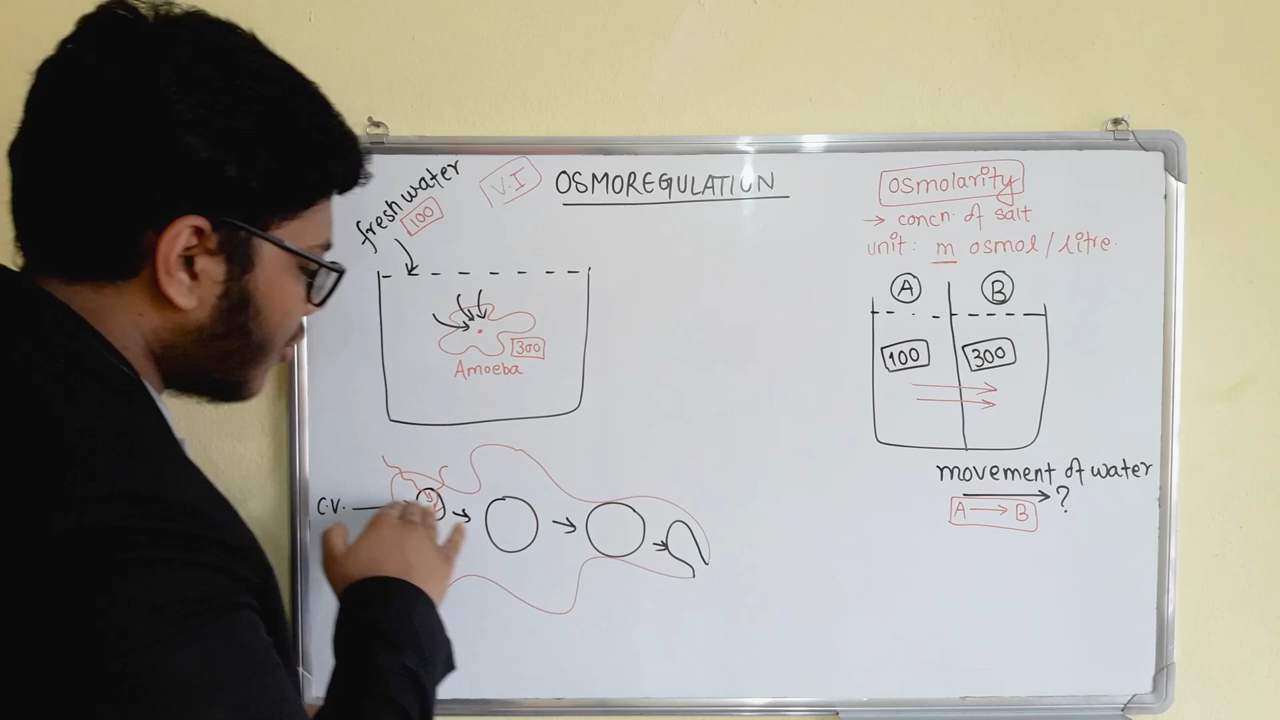 fresh water
100
V.I
OSMOREGULATION
300
Amoeba
C.V.
Osmolarity
→ concn. of salt
unit: m osmol/litre.
A B
100 300
movement of water
?
A → B